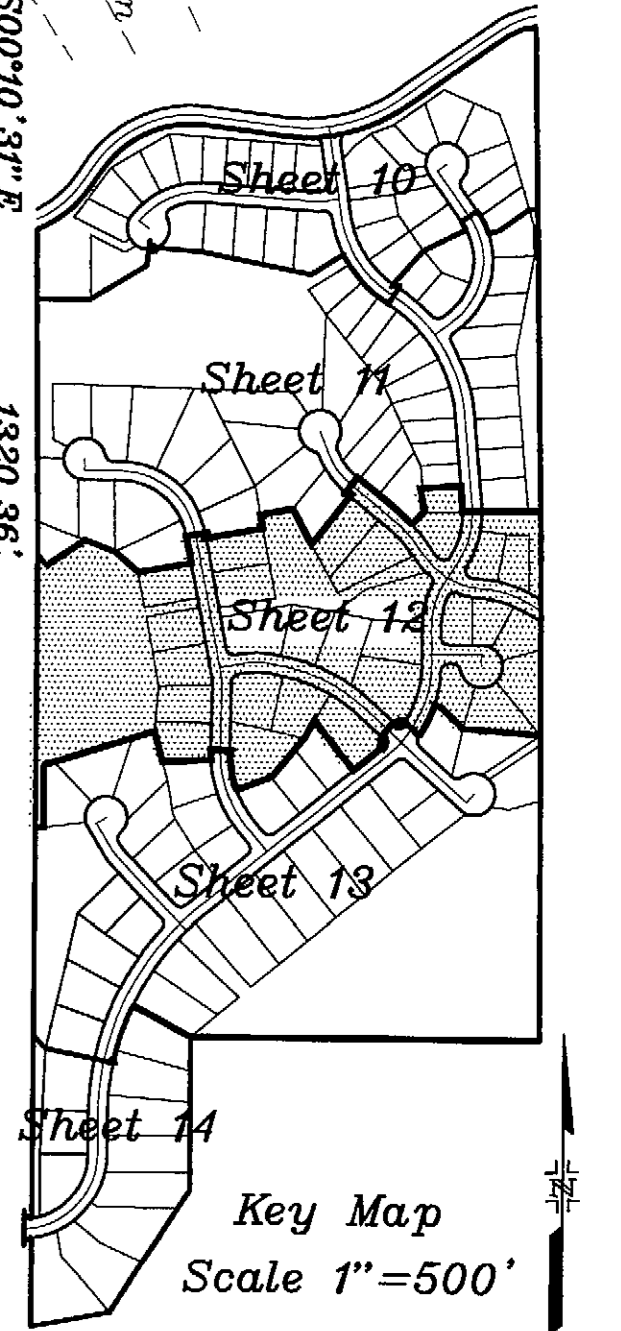 m
S00°10'31" E
1320.36'
Sheet 10
Sheet 11
Sheet 12
Sheet 13
Sheet 14
Key Map
Scale 1"=500'
N